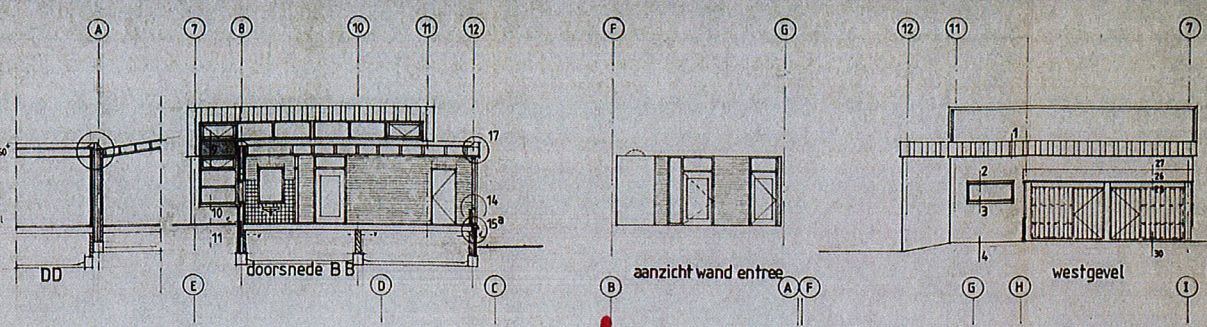 A 7 8 10 11 12 F G 12 11 7
17
1
2
27
26
14
10
3
15a
11
4
30
DD
doorsnede BB
aanzicht wand entree
westgevel
E D C B A F G H I